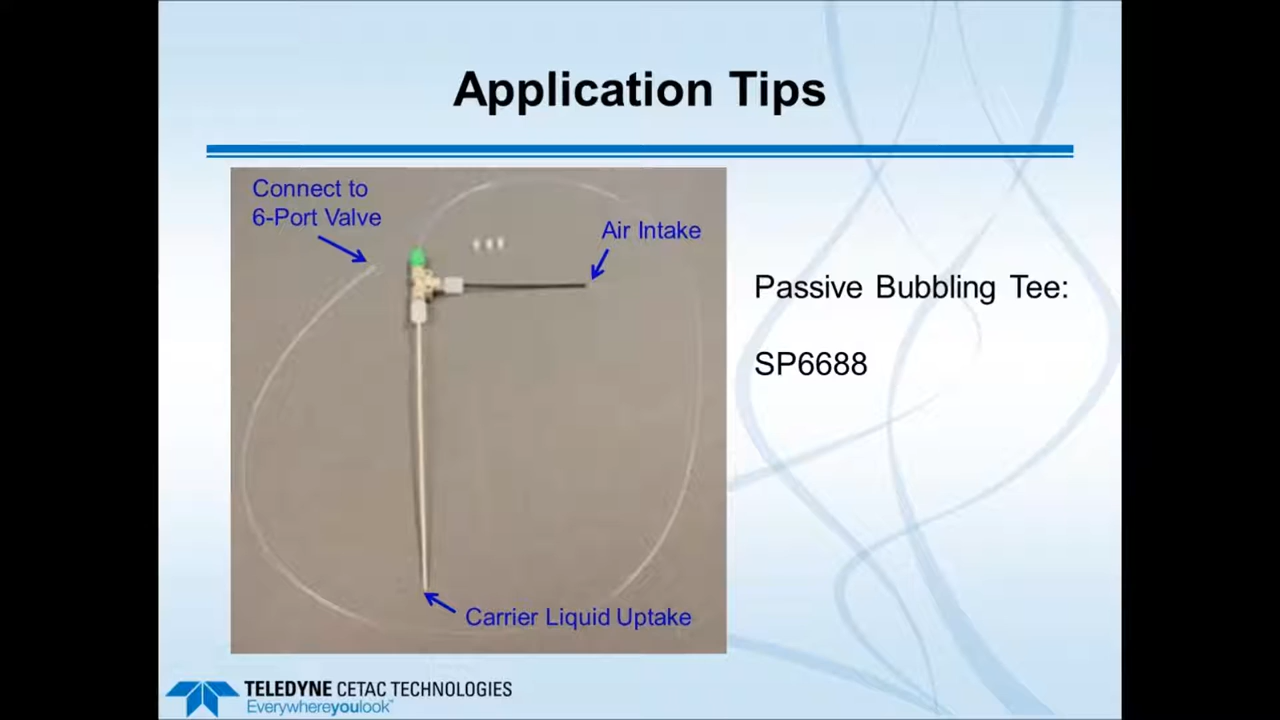 Application Tips
Connect to
6-Port Valve
Air Intake
Passive Bubbling Tee:
SP6688
Carrier Liquid Uptake
TELEDYNE CETAC TECHNOLOGIES
Everywhereyoulook™